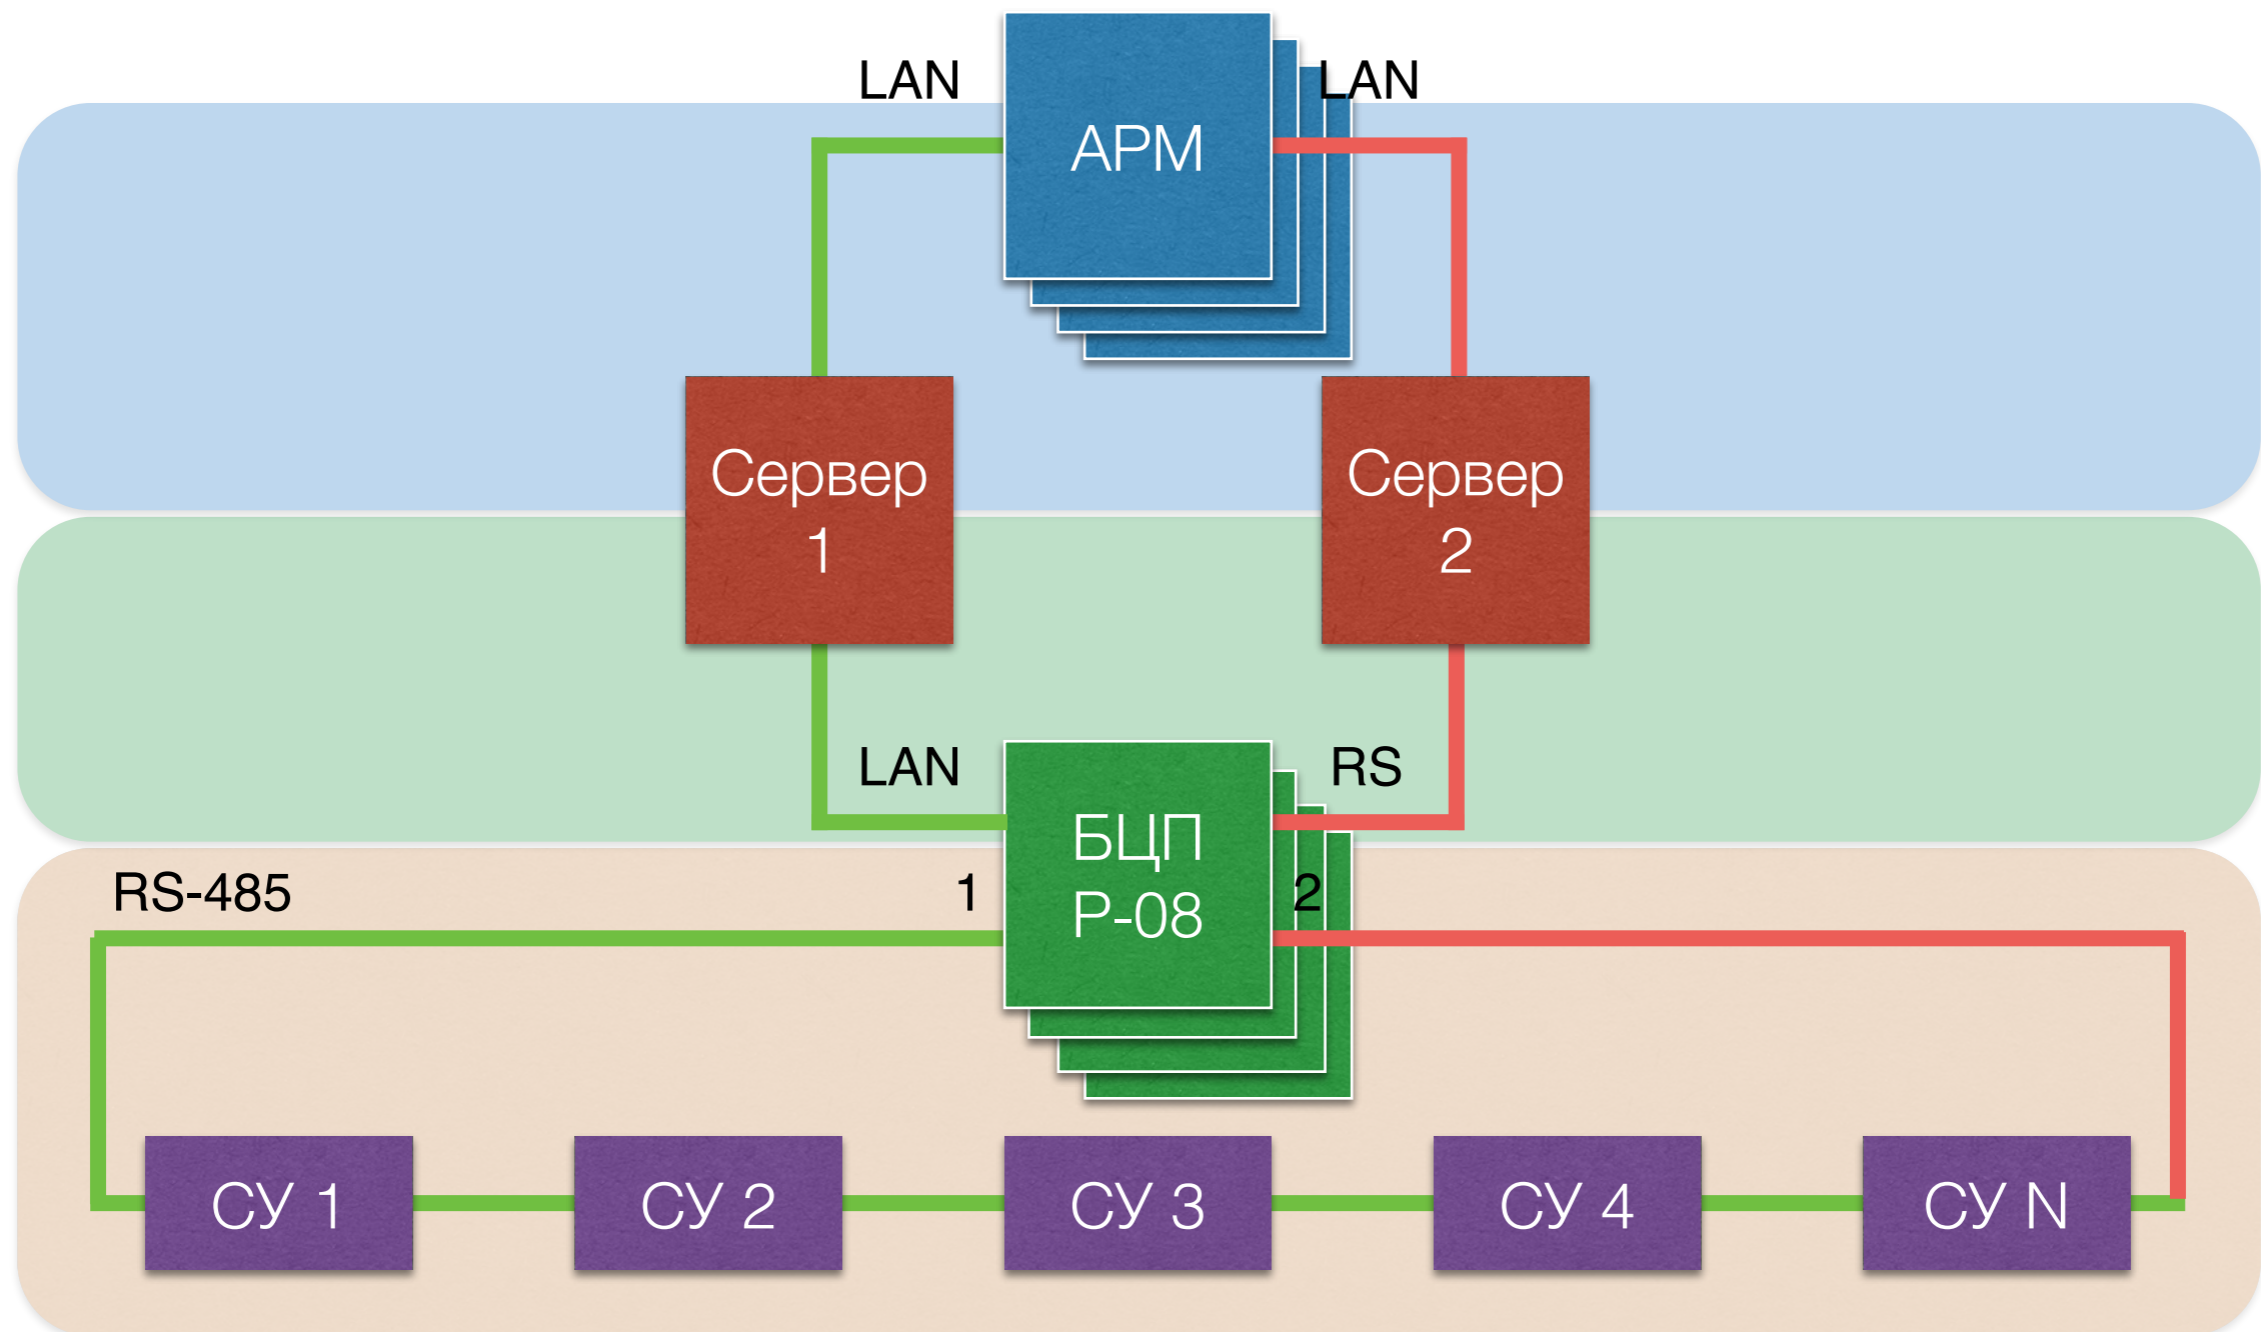 LAN
LAN
АРМ
Сервер
1
Сервер
2
LAN
RS
БЦП
Р-08
RS-485
1
2
СУ 1
СУ 2
СУ 3
СУ 4
СУ N